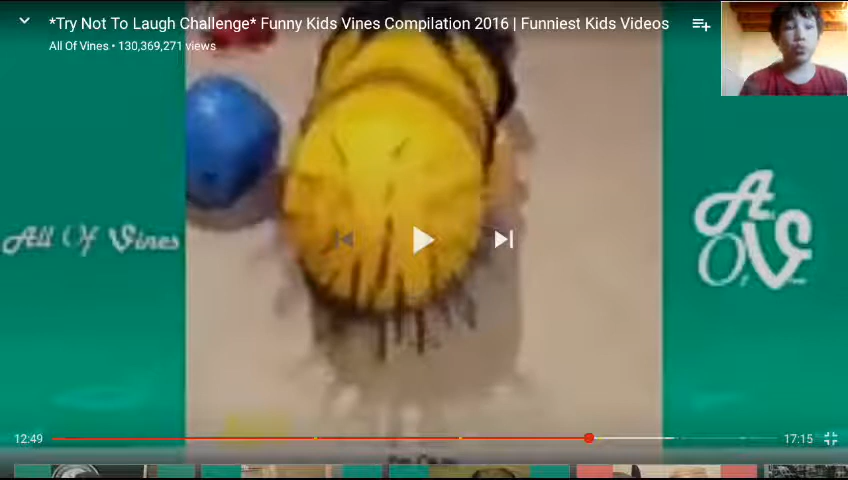 *Try Not To Laugh Challenge* Funny Kids Vines Compilation 2016 | Funniest Kids Videos
All Of Vines • 130,369,271 views
All Of Vines
A
O V
12:49
17:15